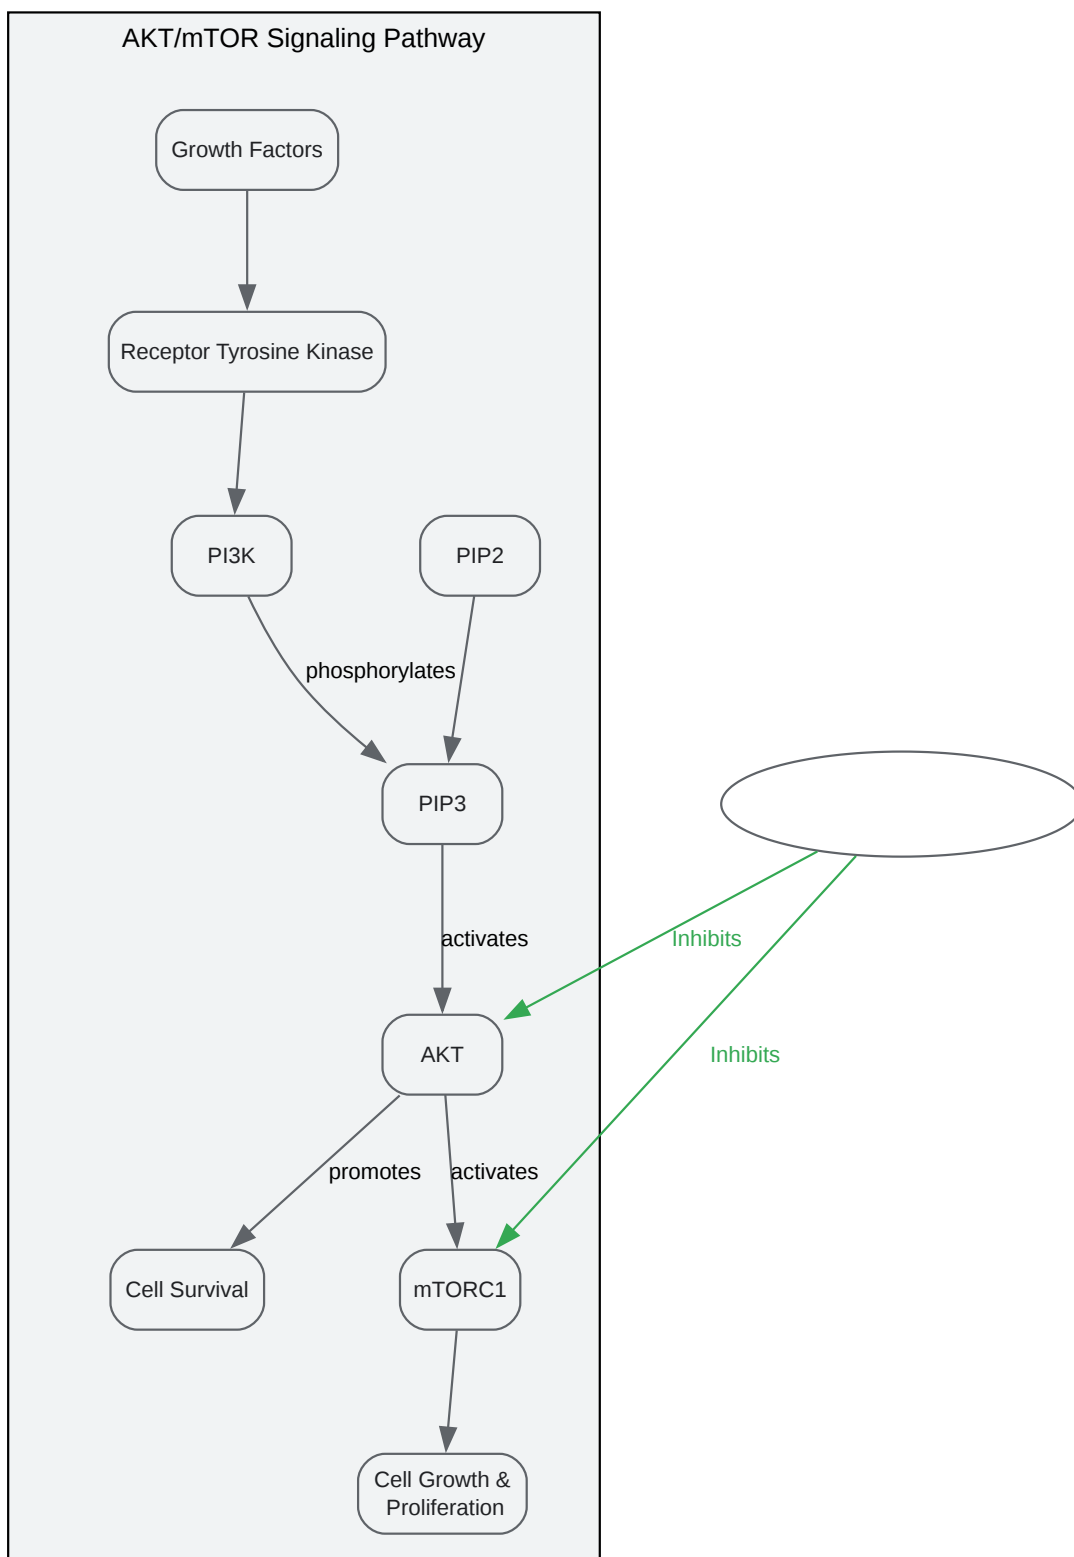 AKT/mTOR Signaling Pathway
Growth Factors
Receptor Tyrosine Kinase
PI3K
PIP2
phosphorylates
PIP3
activates
Inhibits
AKT
Inhibits
promotes
activates
Cell Survival
mTORC1
Cell Growth &
Proliferation